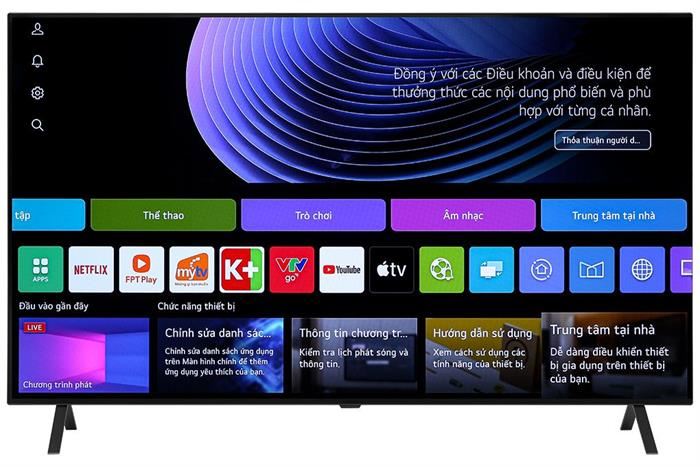 Đồng ý với các Điều khoản và điều kiện để
thưởng thức các nội dung phổ biến và phù
hợp với từng cá nhân.
Thỏa thuận người d...
tập
Thể thao
Trò chơi
Âm nhạc
Trung tâm tại nhà
APPS
NETFLIX
FPT Play
mytv
K+
VTV
go
YouTube
tv
Đầu vào gần đây
Chức năng thiết bị
LIVE
Chương trình phát
Chỉnh sửa danh sác...
Chỉnh sửa danh sách ứng dụng
trên Màn hình chính để thêm
ứng dụng yêu thích của bạn.
Thông tin chương tr...
Kiểm tra lịch phát sóng và
thông tin.
Hướng dẫn sử dụng
Xem cách sử dụng các
tính năng của thiết bị.
Trung tâm tại nhà
Dễ dàng điều khiển thiết
bị gia dụng trên thiết bị
của bạn.